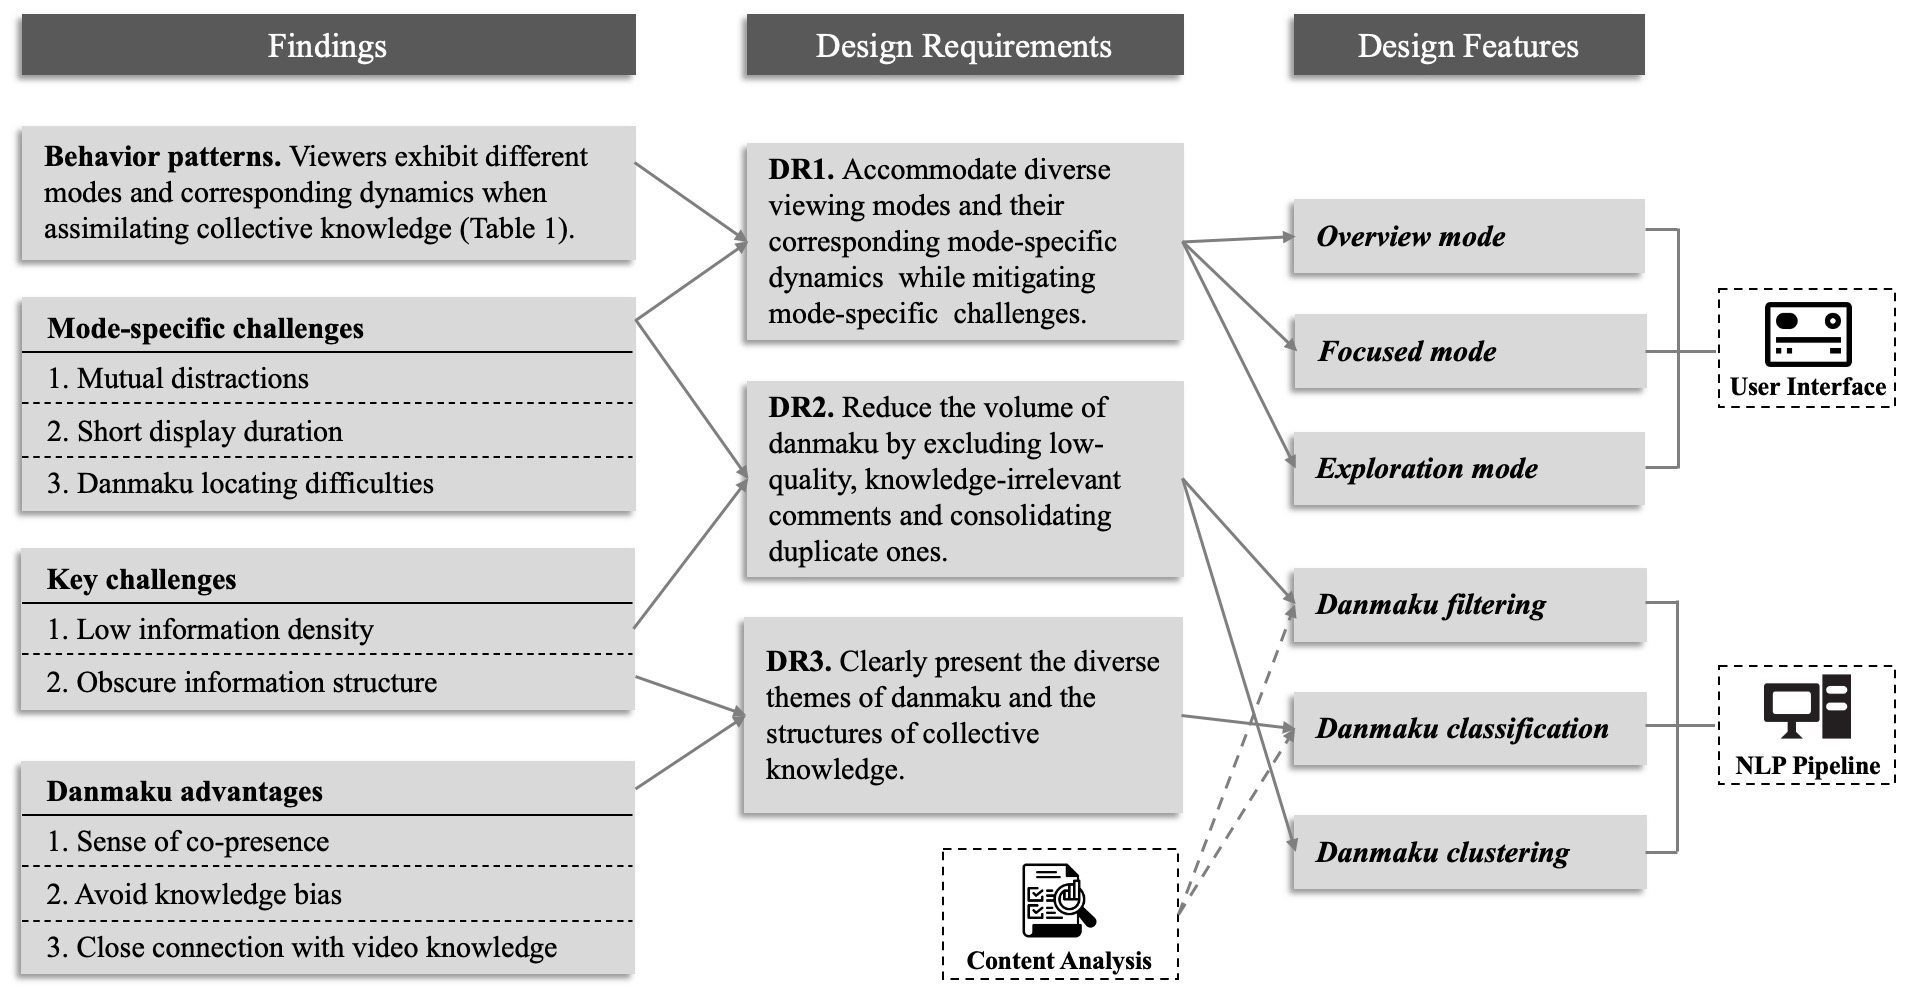 Findings
Design Requirements
Design Features
Behavior patterns. Viewers exhibit different
modes and corresponding dynamics when
assimilating collective knowledge (Table 1).
Mode-specific challenges
1. Mutual distractions
2. Short display duration
3. Danmaku locating difficulties
Key challenges
1. Low information density
2. Obscure information structure
Danmaku advantages
1. Sense of co-presence
2. Avoid knowledge bias
3. Close connection with video knowledge
DR1. Accommodate diverse
viewing modes and their
corresponding mode-specific
dynamics while mitigating
mode-specific challenges.
DR2. Reduce the volume of
danmaku by excluding low-
quality, knowledge-irrelevant
comments and consolidating
duplicate ones.
DR3. Clearly present the diverse
themes of danmaku and the
structures of collective
knowledge.
Content Analysis
Overview mode
Focused mode
Exploration mode
Danmaku filtering
Danmaku classification
Danmaku clustering
User Interface
NLP Pipeline